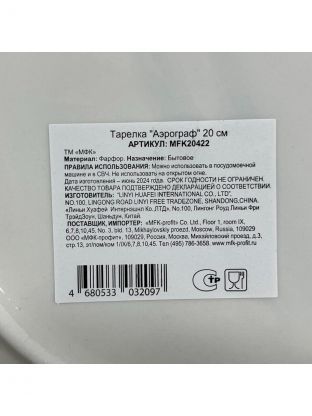 Тарелка "Аэрограф" 20 см
АРТИКУЛ: MFK20422
ТМ «МФК»
Материал: Фарфор. Назначение: Бытовое
ПРАВИЛА ИСПОЛЬЗОВАНИЯ: Можно использовать в посудомоечной
машине и в СВЧ. Не использовать на открытом огне.
Дата изготовления – июнь 2024 года. СРОК ГОДНОСТИ НЕ ОГРАНИЧЕН.
КАЧЕСТВО ТОВАРА ПОДТВЕРЖДЕНО ДЕКЛАРАЦИЕЙ О СООТВЕТСТВИИ.
ИЗГОТОВИТЕЛЬ: "LINYI HUAFEI INTERNATIONAL CO., LTD",
NO.100, LINGONG ROAD LINYI FREE TRADEZONE, SHANDONG,CHINA.
«Линьи Хуафей Интернэшнл Ко.,ЛТД», No.100, Лингонг Роуд Линьи Фри
ТрэйдЗоун, Шаньдун, Китай.
ПОСТАВЩИК, ИМПОРТЕР: «MFK-profit» Co., Ltd., Floor 1, room IX,
6,7,8,10,45, No. 3, bld. 13, Mikhaylovskiy proezd, Moscow, Russia, 109029
ООО «МФК-профит», 109029, Россия, Москва, Михайловский проезд, д.3,
стр.13, эт/пом/ком 1/IX/6,7,8,10,45. Тел (495) 786-3658. www.mfk-profit.ru
4 680533 032097